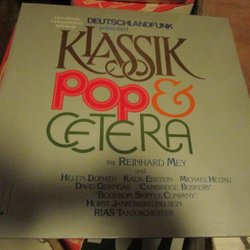 DEUTSCHLANDFUNK
präsentiert
KLASSIK
POP &
CETERA
Mit REINHARD MEY
und
HELEN DONATH, KATJA EBSTEIN, MICHAEL HELTAU,
DAVID GERINGAS, "CAMBRIDGE BUSKERS"
"BOURBON SKIFFLE COMPANY"
HORST JANKOWSKI UND SEIN
RIAS-TANZORCHESTER